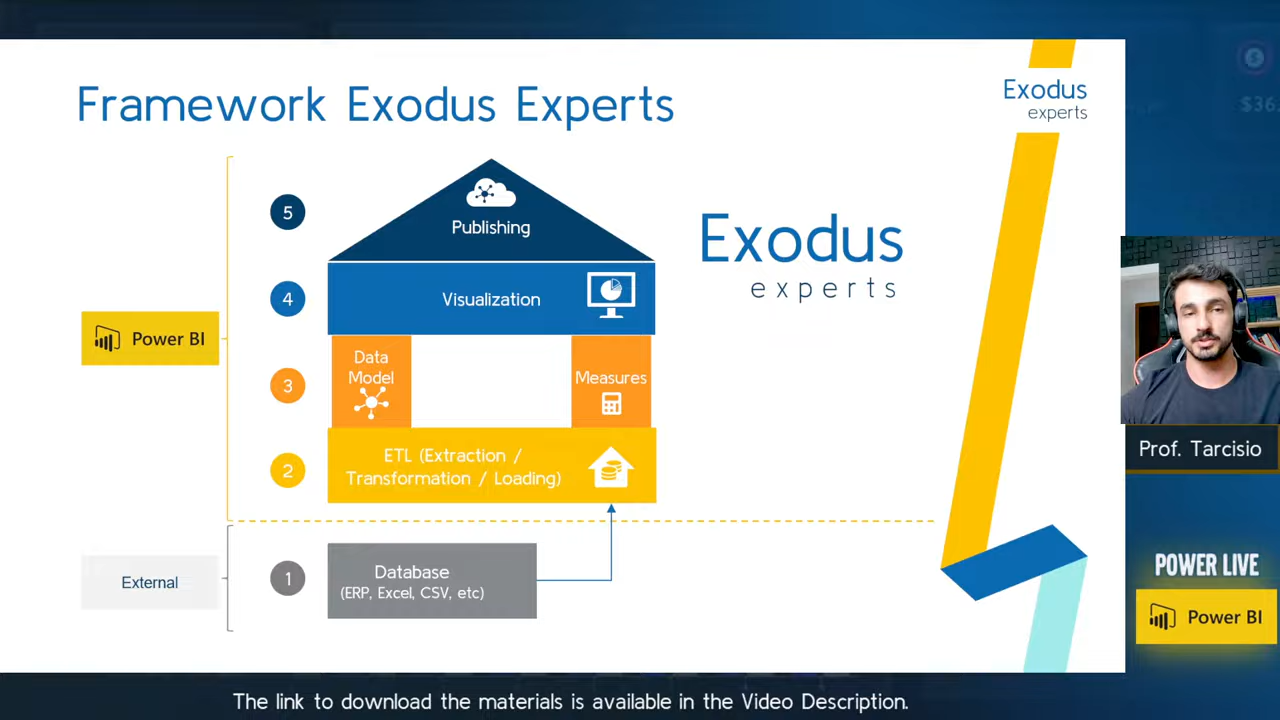 Framework Exodus Experts
Exodus
experts
$36
5
Publishing
Exodus
experts
4
Visualization
Power BI
3
Data
Model
Measures
2
ETL (Extraction /
Transformation / Loading)
Prof. Tarcisio
External
1
Database
(ERP, Excel, CSV, etc)
POWER LIVE
Power BI
The link to download the materials is available in the Video Description.